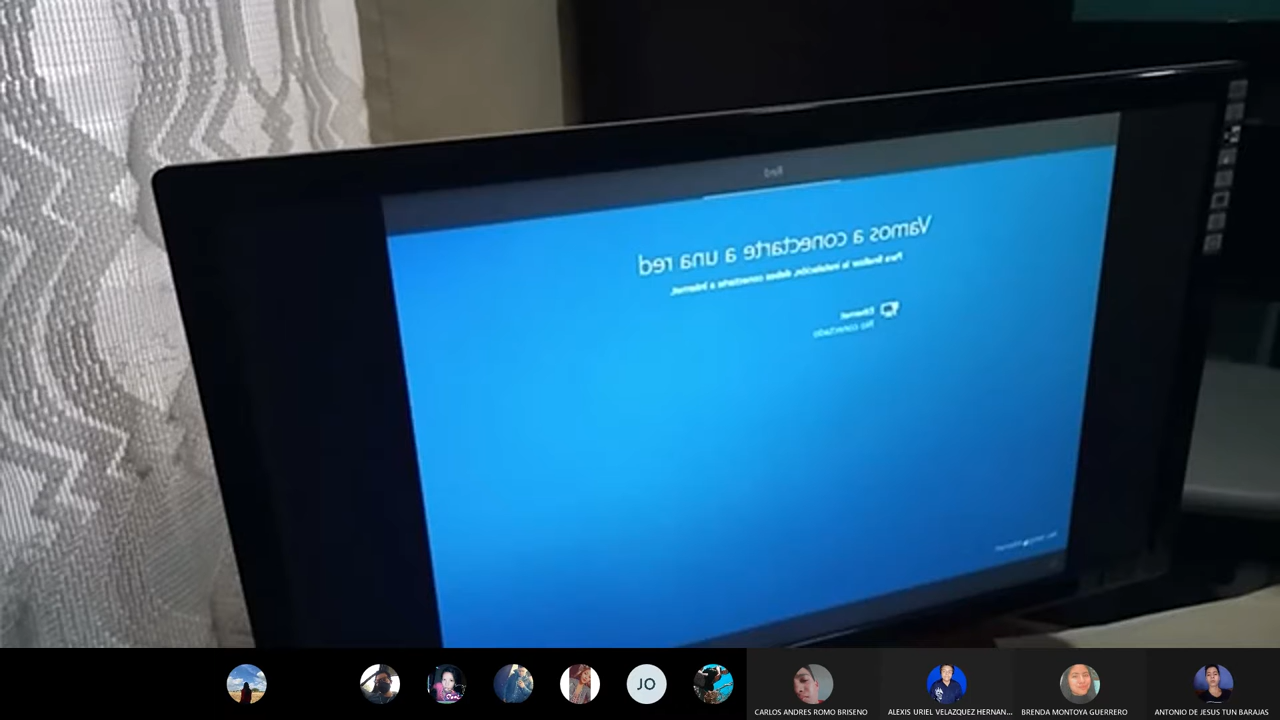 Red
Vamos a conectarte a una red
Para finalizar la instalación, debes conectarte a Internet.
Ethernet
No conectado
JO
CARLOS ANDRES ROMO BRISENO
ALEXIS URIEL VELAZQUEZ HERNAN...
BRENDA MONTOYA GUERRERO
ANTONIO DE JESUS TUN BARAJAS